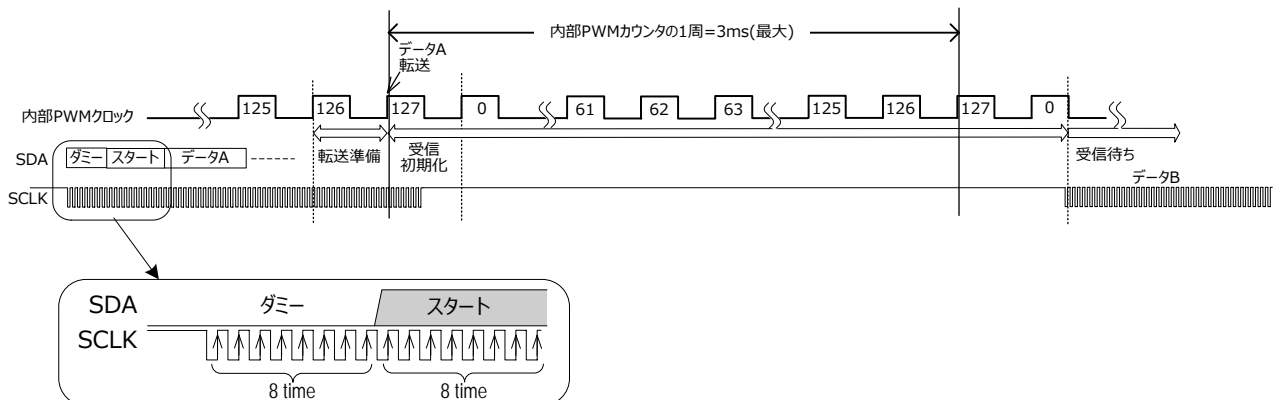 内部PWMカウンタの1周=3ms(最大)
データA
転送
内部PWMクロック
125 126 127 0 61 62 63 125 126 127 0
転送準備
受信
初期化
受信待ち
SDA ダミー スタート データA
データB
SCLK
SDA ダミー スタート
SCLK
8 time 8 time